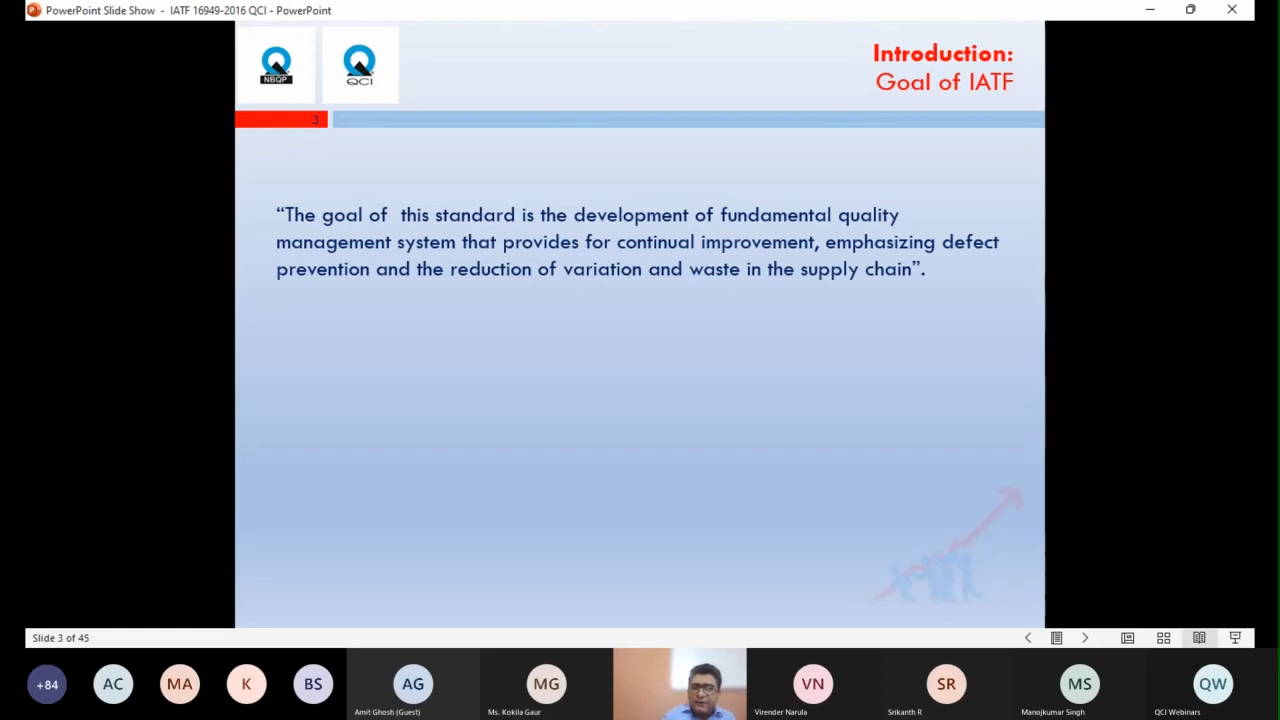 PowerPoint Slide Show - IATF 16949-2016 QCI - PowerPoint
NBQP
QCI
Introduction:
Goal of IATF
3
“The goal of this standard is the development of fundamental quality
management system that provides for continual improvement, emphasizing defect
prevention and the reduction of variation and waste in the supply chain”.
Slide 3 of 45
+84
AC
MA
K
BS
AG
MG
VN
SR
MS
QW
Amit Ghosh (Guest)
Ms. Kokila Gaur
Virender Narula
Srikanth R
Manojkumar Singh
QCI Webinars